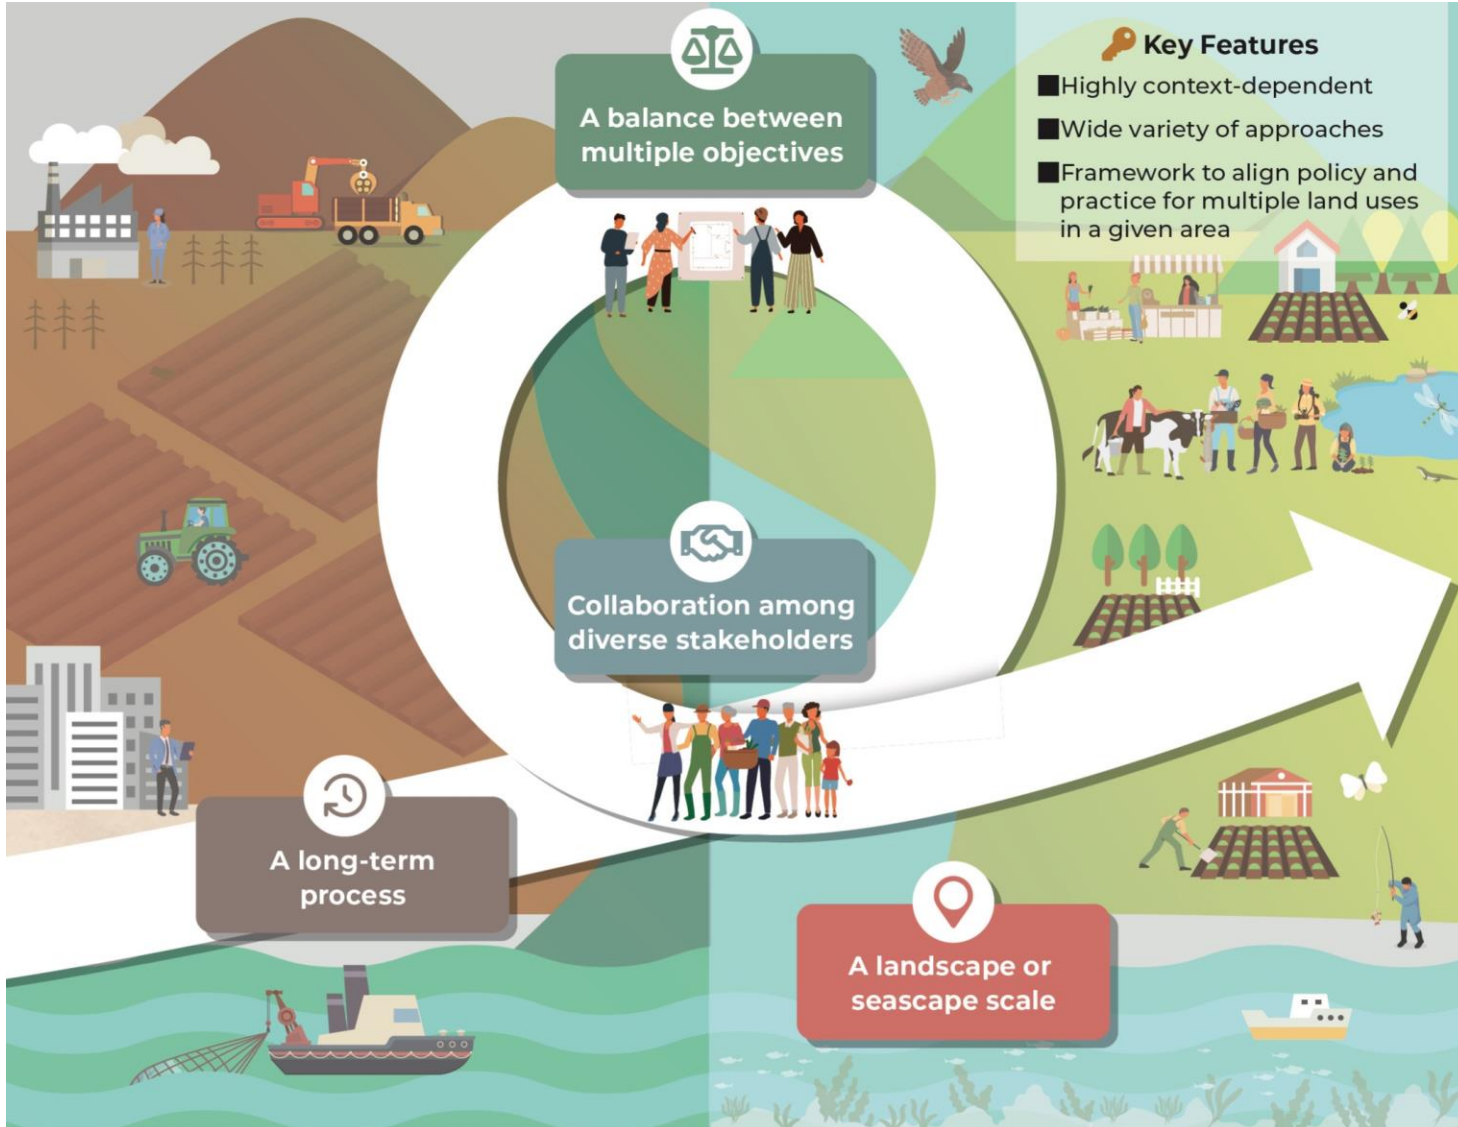 A balance between
multiple objectives
Key Features
Highly context-dependent
Wide variety of approaches
Framework to align policy and
practice for multiple land uses
in a given area
Collaboration among
diverse stakeholders
A long-term
process
A landscape or
seascape scale